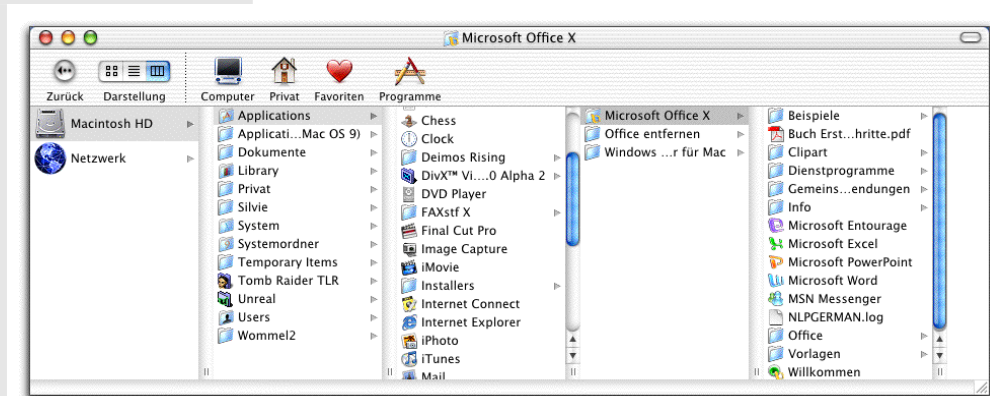 Microsoft Office X
Zurück
Darstellung
Computer
Privat
Favoriten
Programme
Macintosh HD
Netzwerk
Applications
Applicati...Mac OS 9)
Dokumente
Library
Privat
Silvie
System
Systemordner
Temporary Items
Tomb Raider TLR
Unreal
Users
Wommel2
Chess
Clock
Deimos Rising
DivX™ Vi....0 Alpha 2
DVD Player
FAXstf X
Final Cut Pro
Image Capture
iMovie
Installers
Internet Connect
Internet Explorer
iPhoto
iTunes
Mail
Microsoft Office X
Office entfernen
Windows ...r für Mac
Beispiele
Buch Erst...hritte.pdf
Clipart
Dienstprogramme
Gemeins...endungen
Info
Microsoft Entourage
Microsoft Excel
Microsoft PowerPoint
Microsoft Word
MSN Messenger
NLPGERMAN.log
Office
Vorlagen
Willkommen